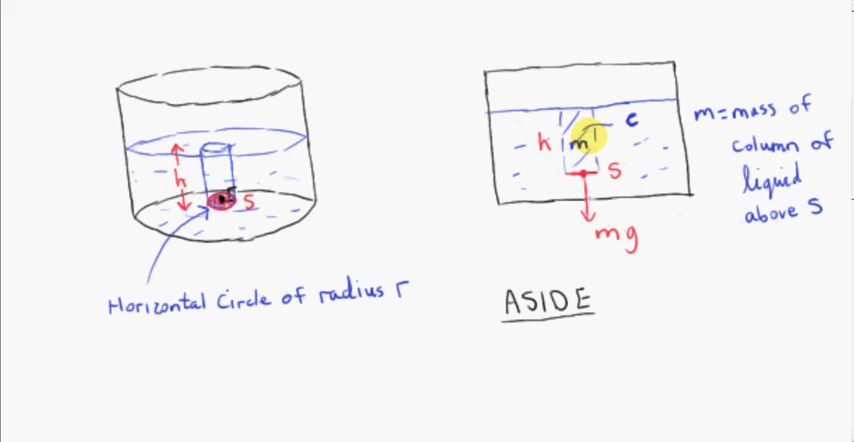 h
r
S
Horizontal Circle of radius r
h
m
c
S
mg
m=mass of
column of
liquid
above S
ASIDE